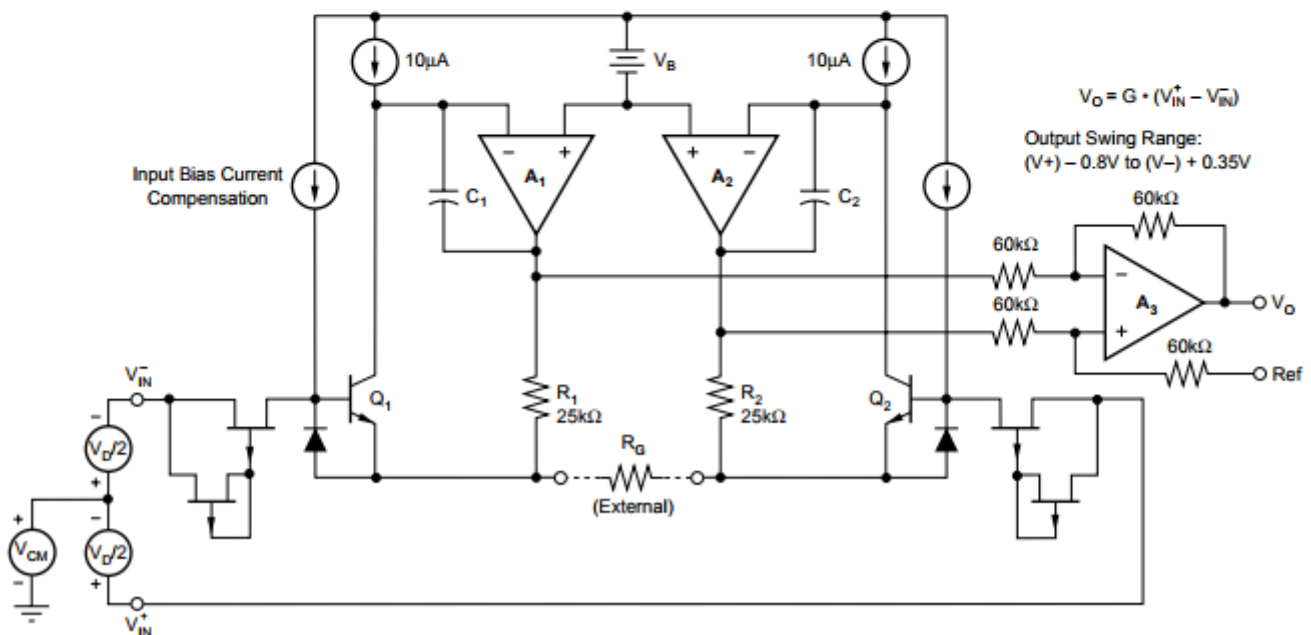 10µA
V_B
10µA
V_O = G • (V_IN^+ – V_IN^–)
Output Swing Range:
(V+) – 0.8V to (V–) + 0.35V
Input Bias Current
Compensation
C_1
– +
A_1
+ –
A_2
C_2
60kΩ
60kΩ
–
60kΩ
A_3
+
V_O
60kΩ
Ref
V_IN^–
Q_1
R_1
25kΩ
R_2
25kΩ
Q_2
–
V_D/2
+
R_G
(External)
+
V_CM
–
–
V_D/2
+
V_IN^+